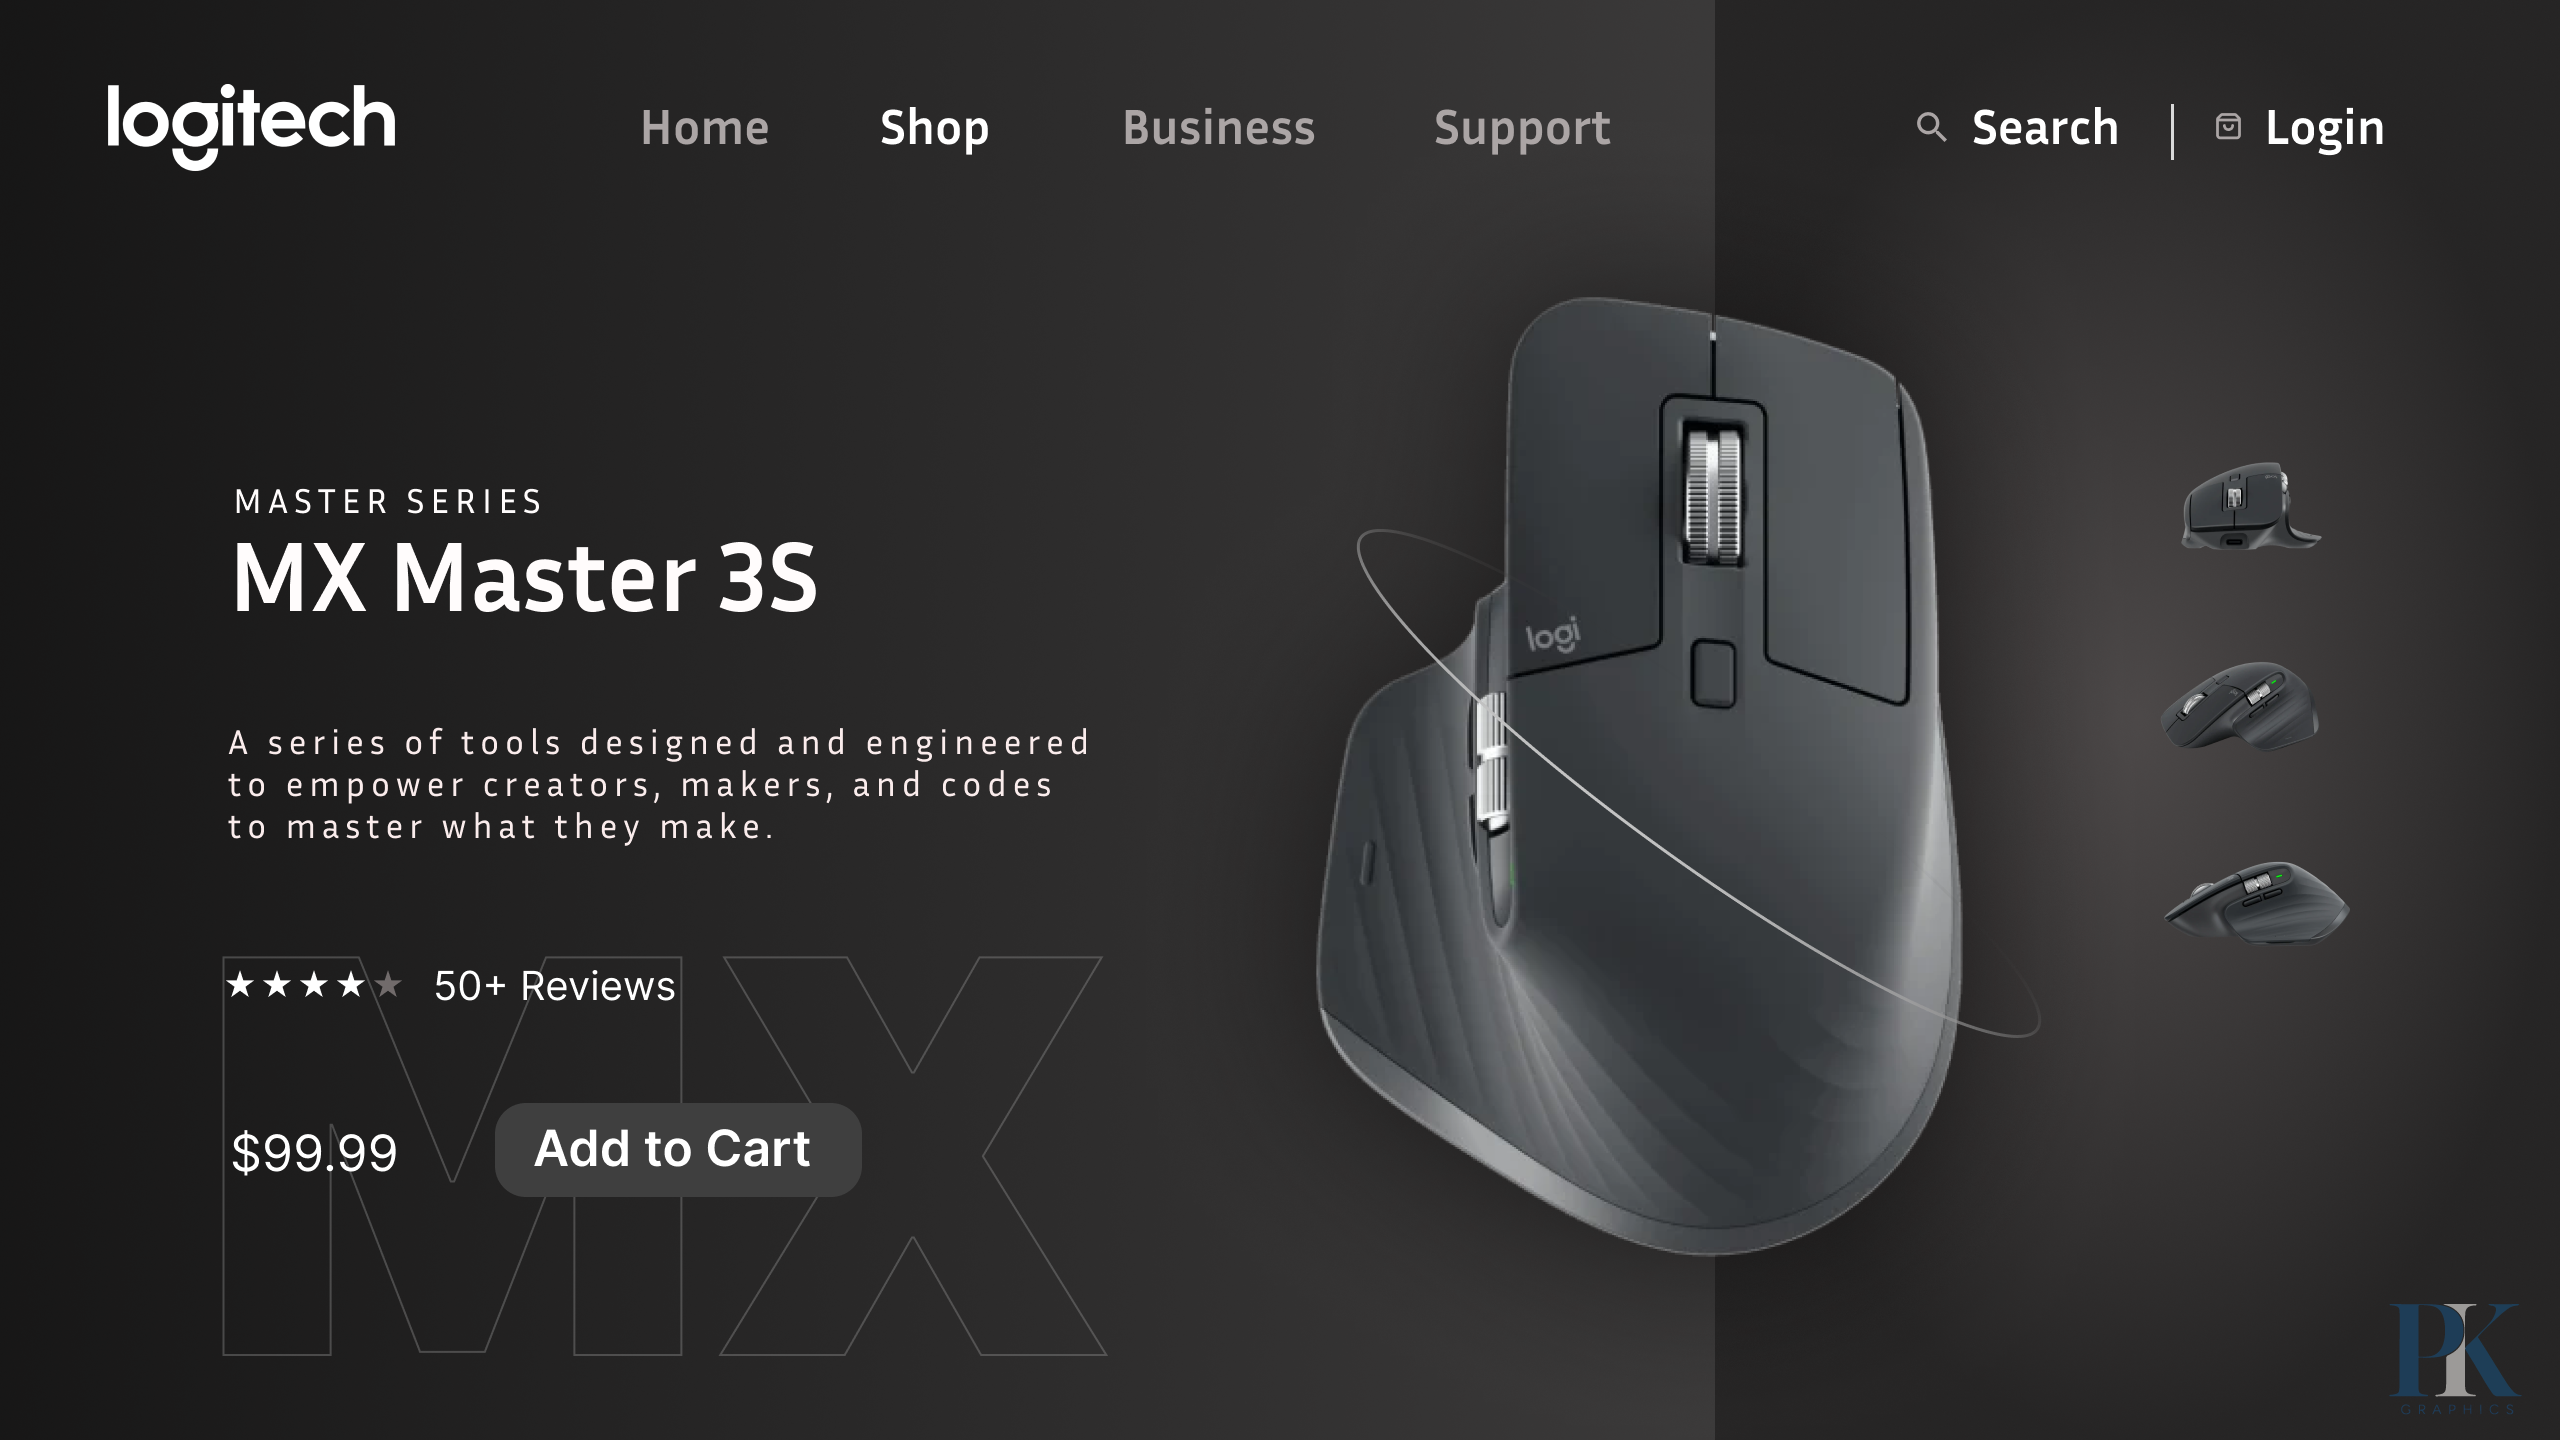 logitech
Home Shop Business Support Search Login
MASTER SERIES
MX Master 3S
A series of tools designed and engineered
to empower creators, makers, and codes
to master what they make.
★★★★★ 50+ Reviews
$99.99 Add to Cart
MX
logi
PK
GRAPHICS